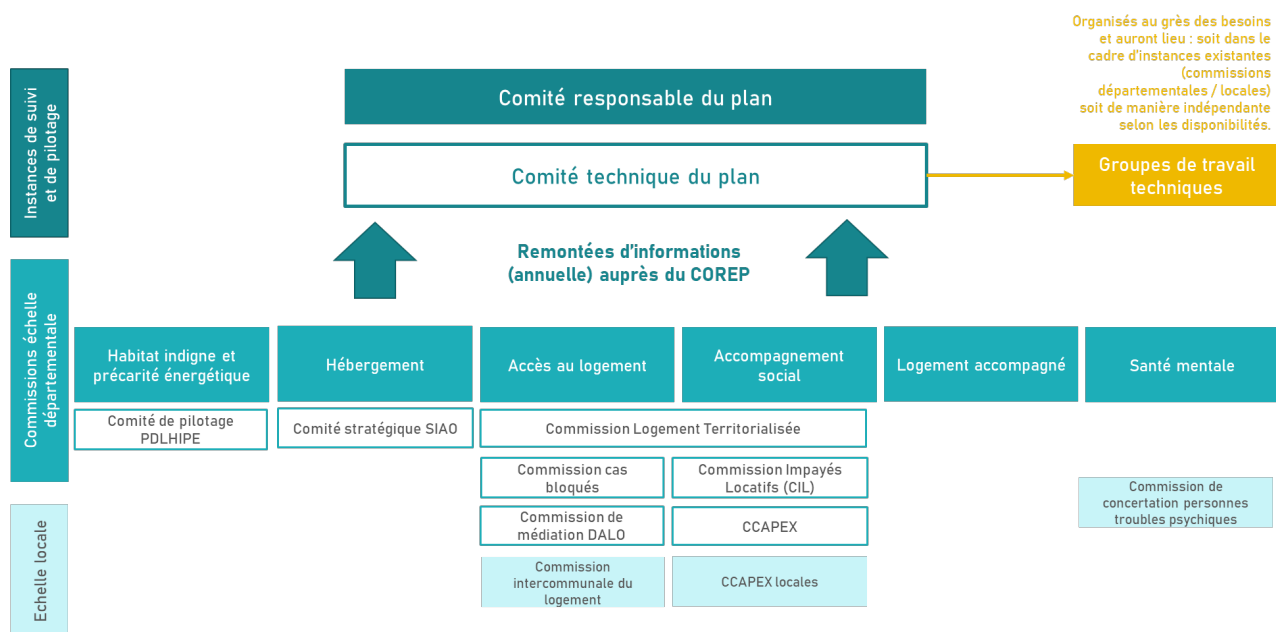 Organisés au grès des besoins
et auront lieu : soit dans le
cadre d'instances existantes
(commissions
départementales / locales)
soit de manière indépendante
selon les disponibilités.
Instances de suivi
et de pilotage
Comité responsable du plan
Comité technique du plan
Groupes de travail
techniques
Remontées d'informations
(annuelle) auprès du COREP
Commissions échelle
départementale
Habitat indigne et
précarité énergétique
Hébergement
Accès au logement
Accompagnement
social
Logement accompagné
Santé mentale
Comité de pilotage
PDLHIPE
Comité stratégique SIAO
Commission Logement Territorialisée
Commission cas
bloqués
Commission Impayés
Locatifs (CIL)
Commission de
concertation personnes
troubles psychiques
Commission de
médiation DALO
CCAPEX
Echelle locale
Commission
intercommunale du
logement
CCAPEX locales